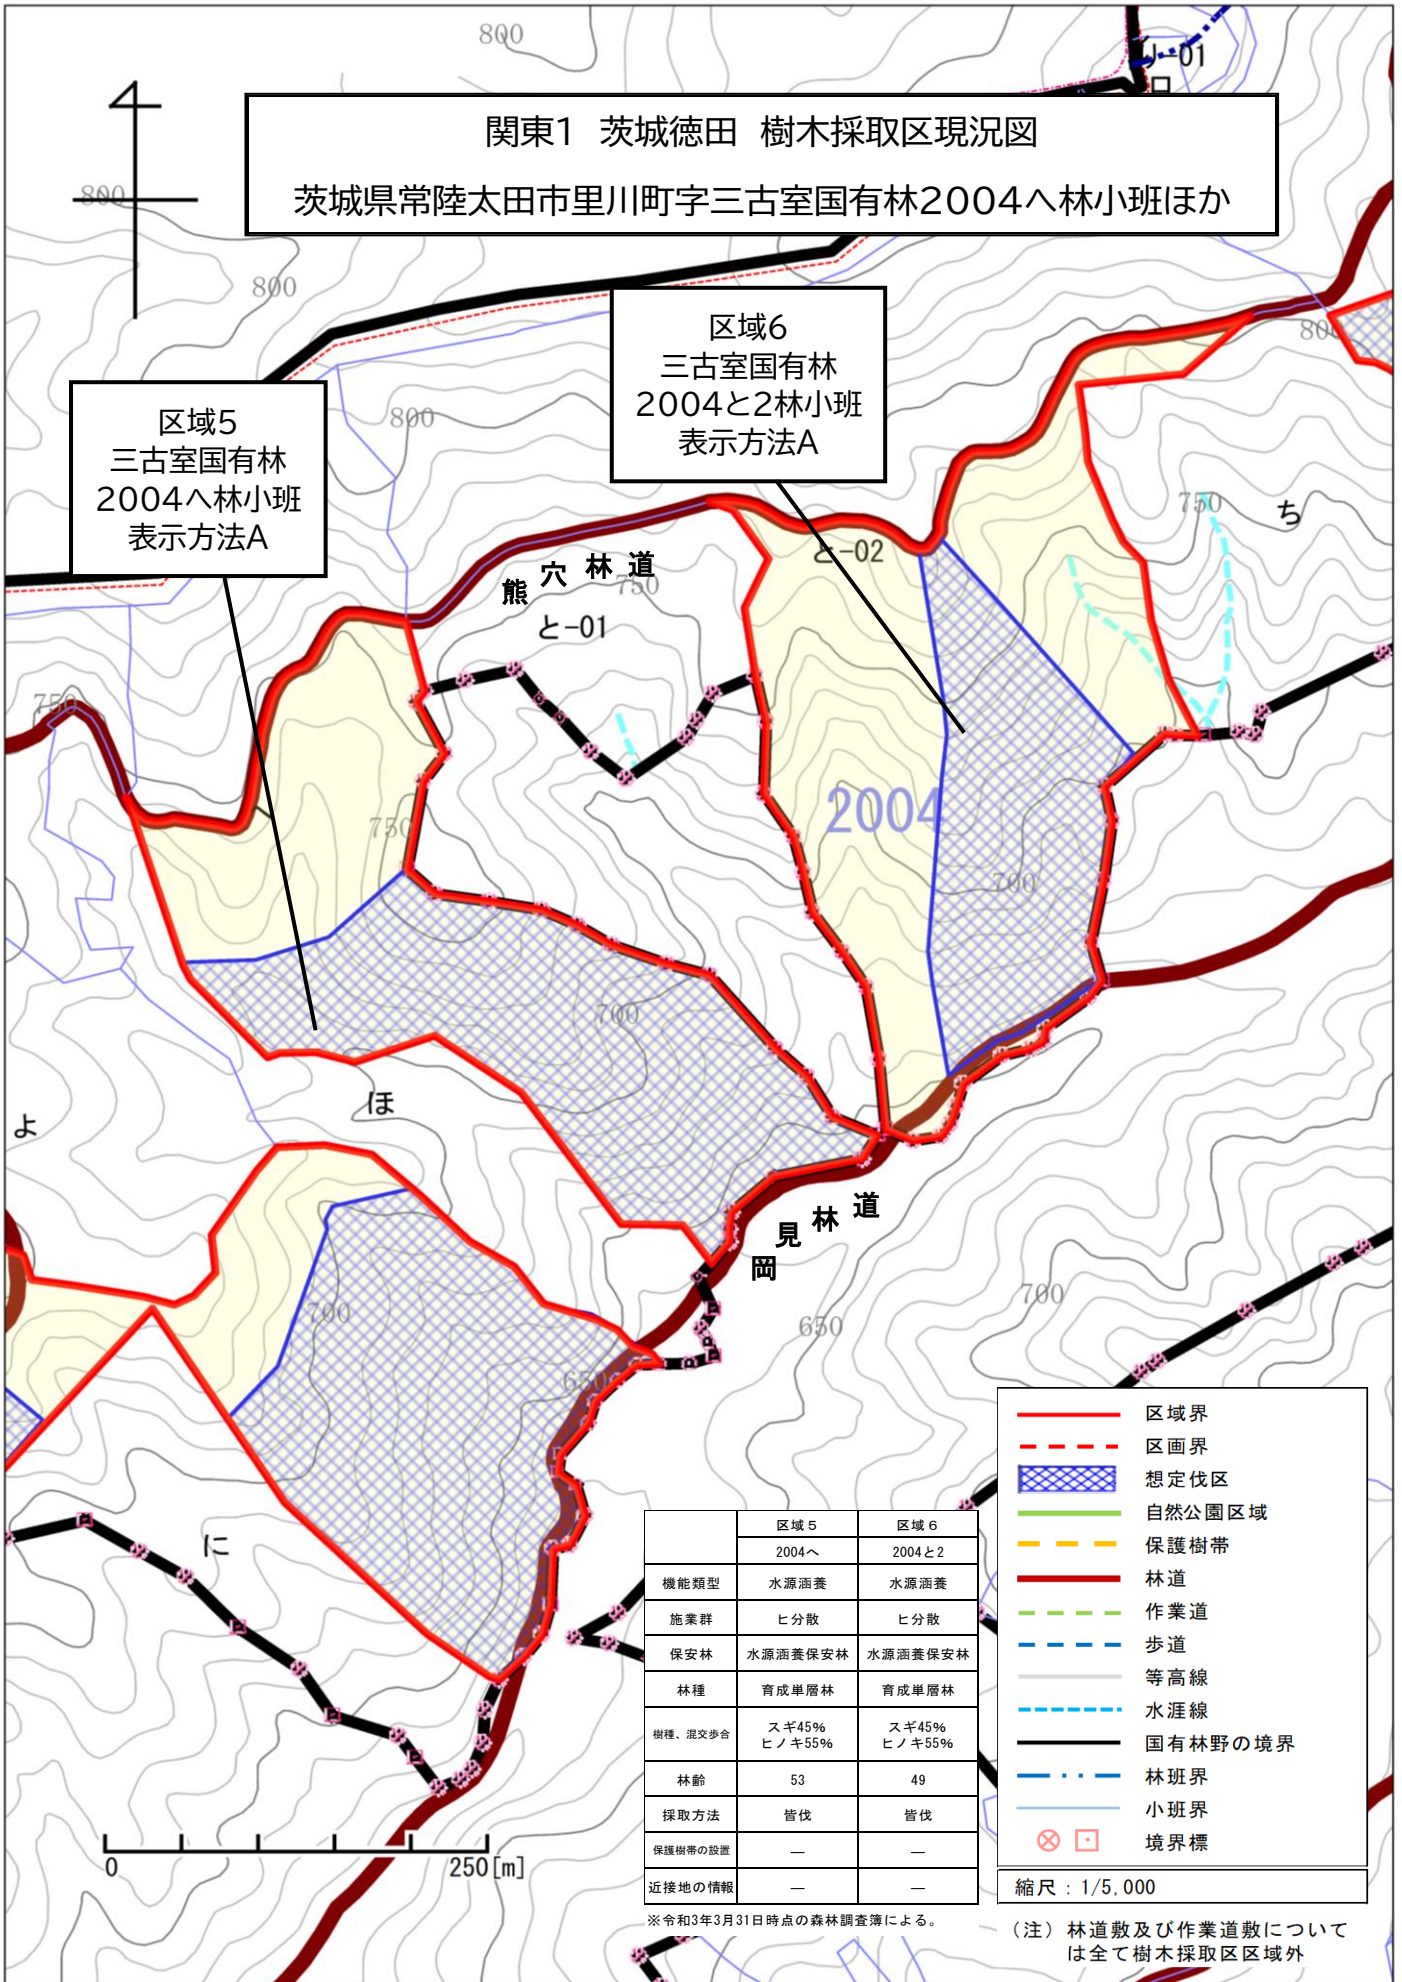 800
リ-01
ロ
関東1 茨城徳田 樹木採取区現況図
茨城県常陸太田市里川町字三古室国有林2004へ林小班ほか
800
800
800
800
区域6
三古室国有林
2004と2林小班
表示方法A
区域5
三古室国有林
2004へ林小班
表示方法A
750
ち
と-02
熊穴林道
750
と-01
750
750
2004
700
700
ほ
よ
岡見林道
700
700
650
650
に
区域5 区域6
2004へ 2004と2
機能類型 水源涵養 水源涵養
施業群 ヒ分散 ヒ分散
保安林 水源涵養保安林 水源涵養保安林
林種 育成単層林 育成単層林
樹種、混交歩合 スギ45% スギ45%
ヒノキ55% ヒノキ55%
林齢 53 49
採取方法 皆伐 皆伐
保護樹帯の設置 — —
近接地の情報 — —
※令和3年3月31日時点の森林調査簿による。
区域界
区画界
想定伐区
自然公園区域
保護樹帯
林道
作業道
歩道
等高線
水涯線
国有林野の境界
林班界
小班界
境界標
縮尺：1/5,000
（注）林道敷及び作業道敷について
は全て樹木採取区区域外
0 250[m]